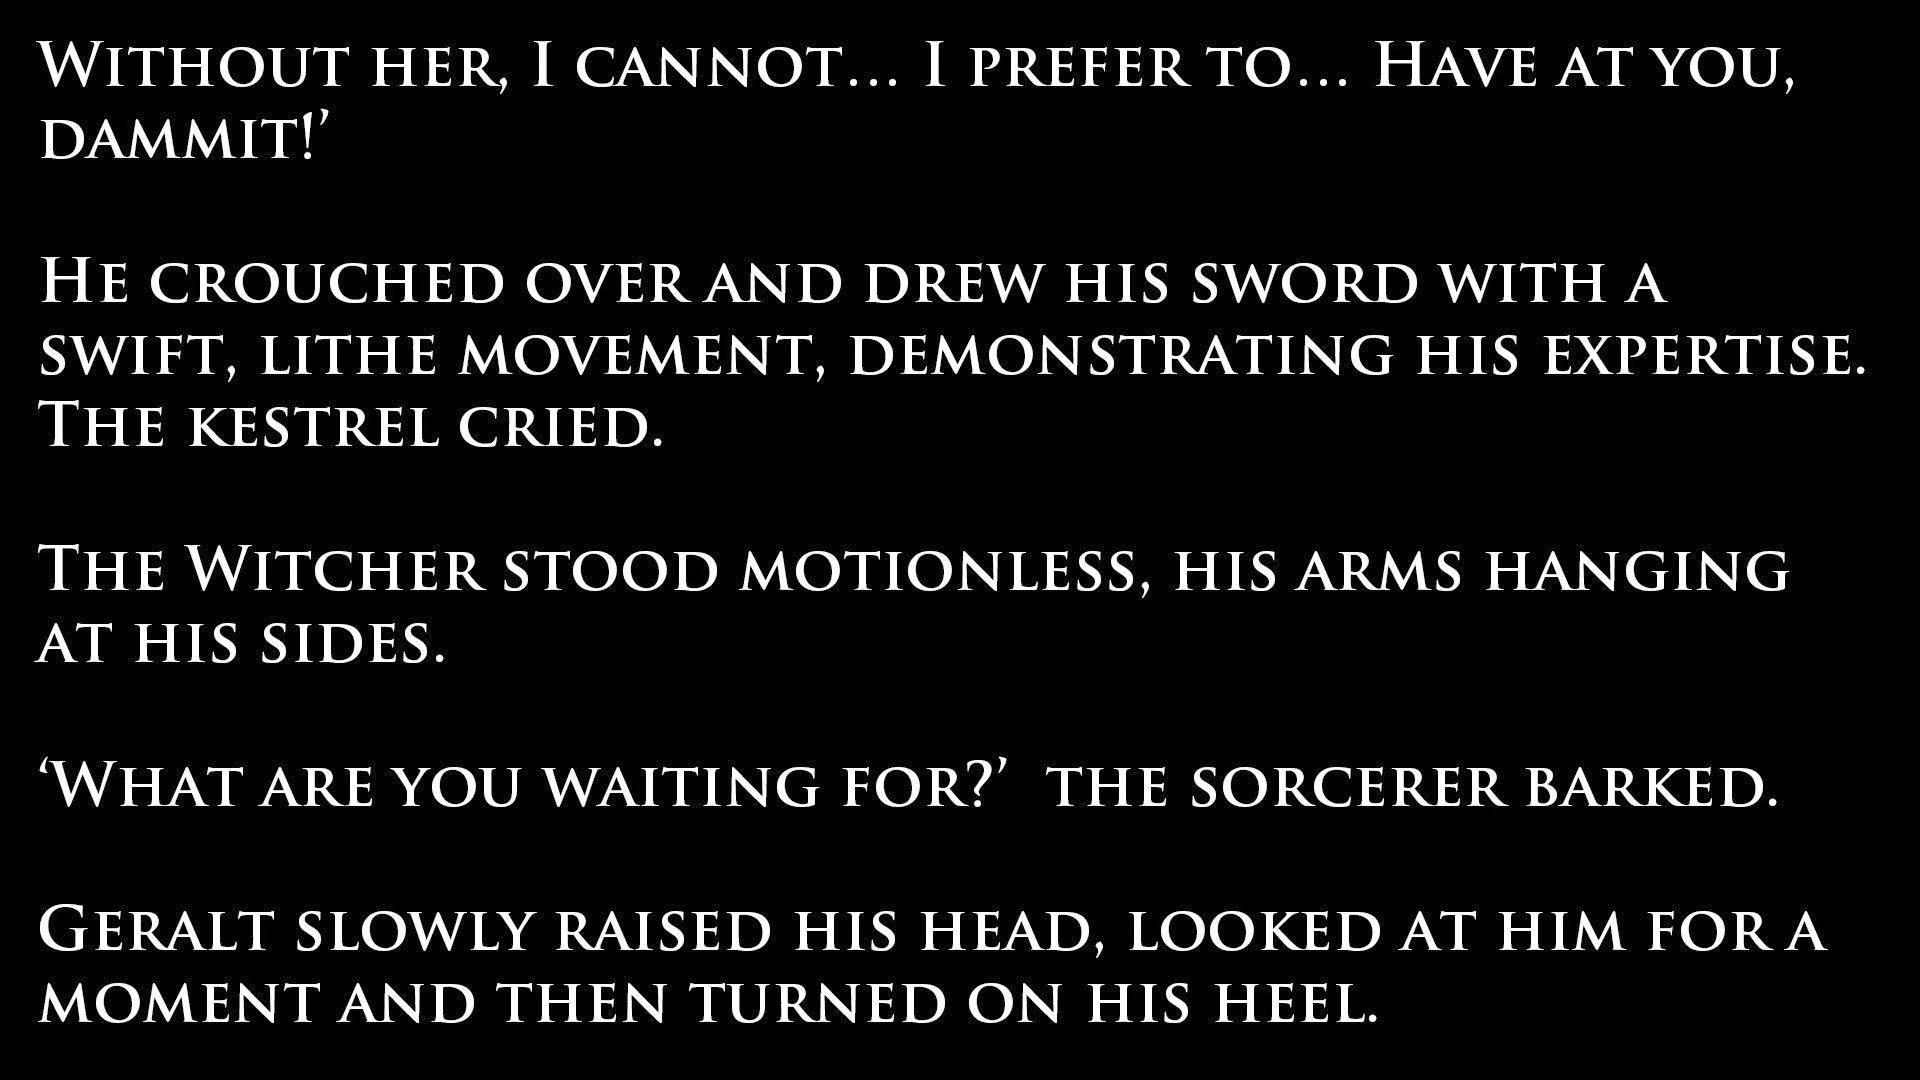 Without her, I cannot… I prefer to… Have at you,
dammit!’
He crouched over and drew his sword with a
swift, lithe movement, demonstrating his expertise.
The kestrel cried.
The Witcher stood motionless, his arms hanging
at his sides.
‘What are you waiting for?’  the sorcerer barked.
Geralt slowly raised his head, looked at him for a
moment and then turned on his heel.